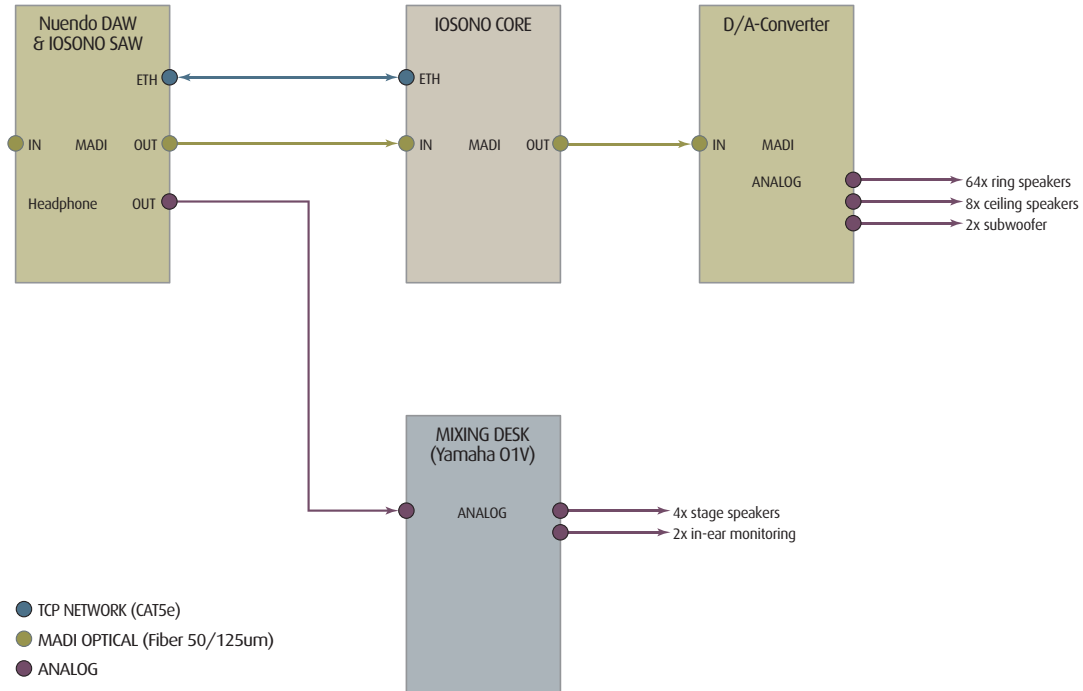 Nuendo DAW
& IOSONO SAW
ETH
IN MADI OUT
Headphone OUT
IOSONO CORE
ETH
IN MADI OUT
D/A-Converter
IN MADI
ANALOG
64x ring speakers
8x ceiling speakers
2x subwoofer
MIXING DESK
(Yamaha 01V)
ANALOG
4x stage speakers
2x in-ear monitoring
TCP NETWORK (CAT5e)
MADI OPTICAL (Fiber 50/125um)
ANALOG